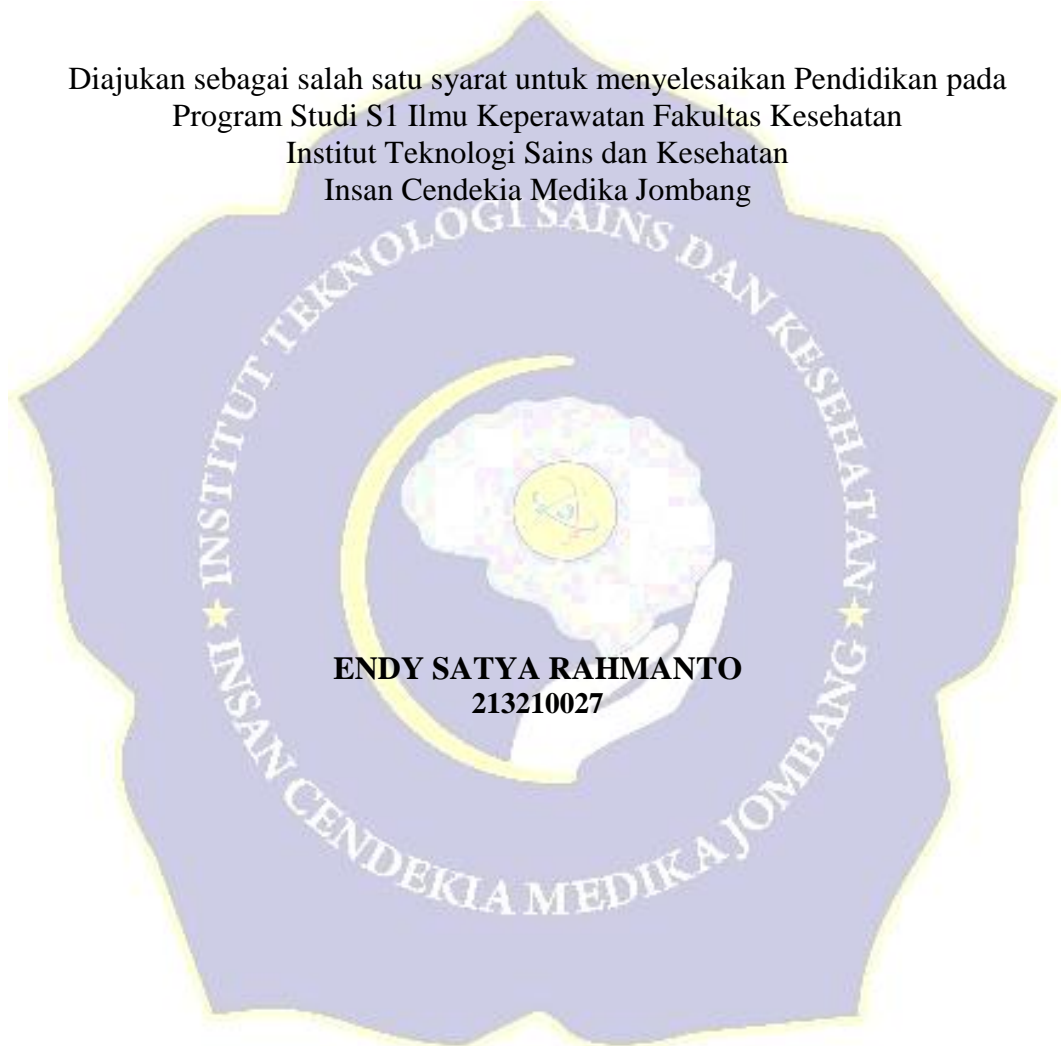 Diajukan sebagai salah satu syarat untuk menyelesaikan Pendidikan pada
Program Studi S1 Ilmu Keperawatan Fakultas Kesehatan
Institut Teknologi Sains dan Kesehatan
Insan Cendekia Medika Jombang
INSTITUT TEKNOLOGI SAINS DAN KESEHATAN
ENDY SATYA RAHMANTO
213210027
INSAN CENDEKIA MEDIKA JOMBANG